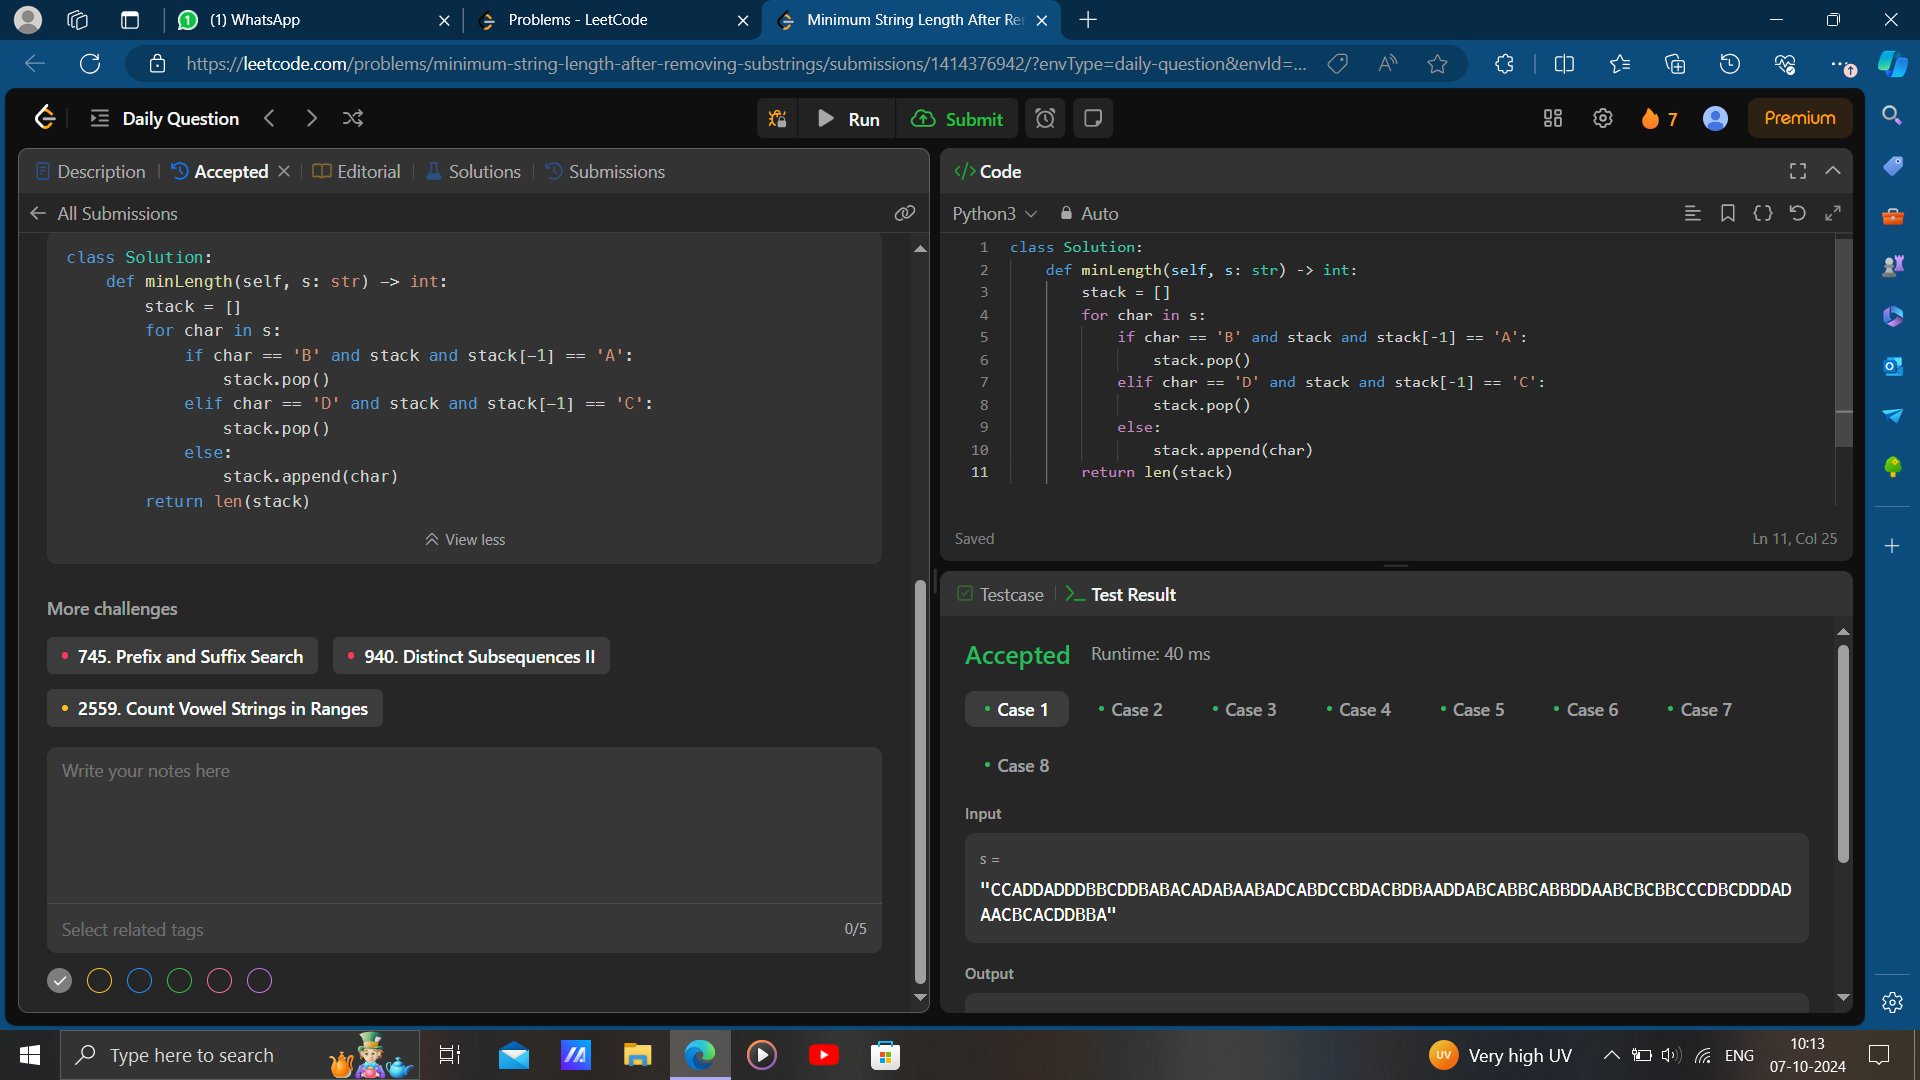 (1) WhatsApp
Problems - LeetCode
Minimum String Length After Re
https://leetcode.com/problems/minimum-string-length-after-removing-substrings/submissions/1414376942/?envType=daily-question&envId=...
Daily Question
Run
Submit
7
Premium
Description
Accepted
Editorial
Solutions
Submissions
All Submissions
class Solution:
    def minLength(self, s: str) -> int:
        stack = []
        for char in s:
            if char == 'B' and stack and stack[-1] == 'A':
                stack.pop()
            elif char == 'D' and stack and stack[-1] == 'C':
                stack.pop()
            else:
                stack.append(char)
        return len(stack)
View less
More challenges
745. Prefix and Suffix Search
940. Distinct Subsequences II
2559. Count Vowel Strings in Ranges
Write your notes here
Select related tags
0/5
</> Code
Python3
Auto
1 class Solution:
2     def minLength(self, s: str) -> int:
3         stack = []
4         for char in s:
5             if char == 'B' and stack and stack[-1] == 'A':
6                 stack.pop()
7             elif char == 'D' and stack and stack[-1] == 'C':
8                 stack.pop()
9             else:
10                 stack.append(char)
11         return len(stack)
Saved
Ln 11, Col 25
Testcase
Test Result
Accepted
Runtime: 40 ms
Case 1
Case 2
Case 3
Case 4
Case 5
Case 6
Case 7
Case 8
Input
s =
"CCADDADDDBBCDDBABACADABAABADCABDCCBDACBDBAADDABCABBCABBDDAABCBCBBCCCDBCDDDAD
AACBCACDDBBA"
Output
Type here to search
UV
Very high UV
ENG
10:13
07-10-2024